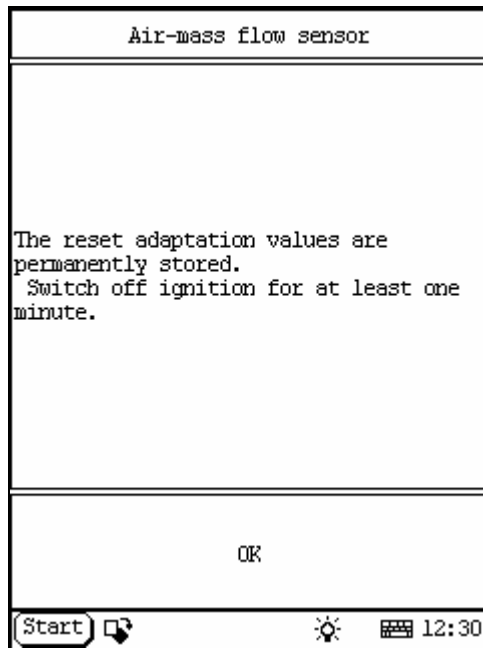 Air-mass flow sensor
The reset adaptation values are
permanently stored.
Switch off ignition for at least one
minute.
OK
Start 12:30